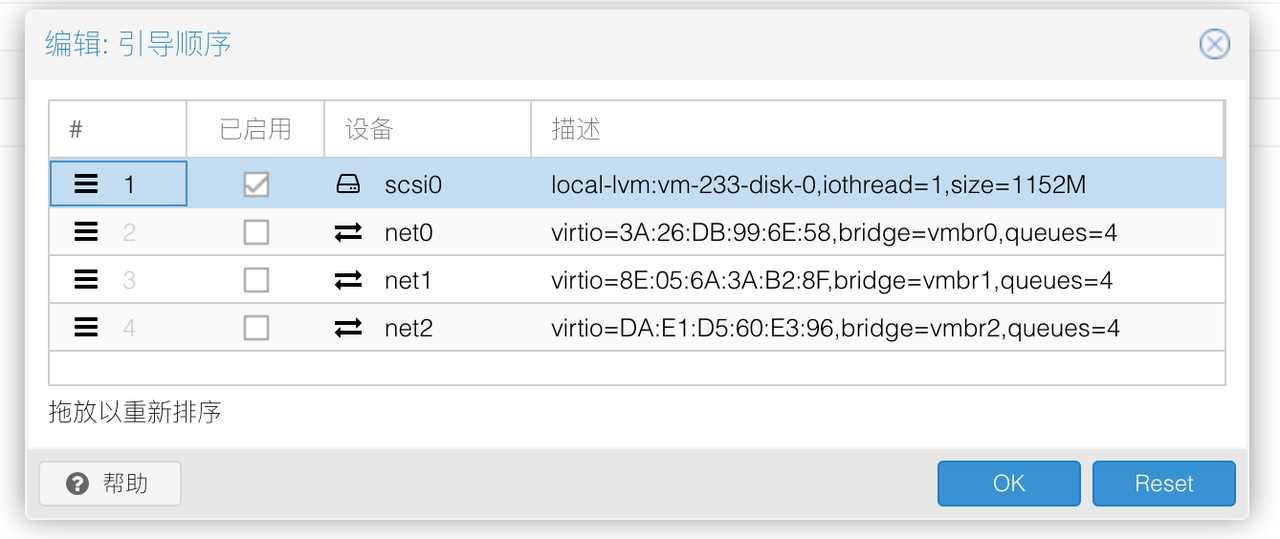 编辑: 引导顺序
# 已启用 设备 描述
1 scsi0 local-lvm:vm-233-disk-0,iothread=1,size=1152M
2 net0 virtio=3A:26:DB:99:6E:58,bridge=vmbr0,queues=4
3 net1 virtio=8E:05:6A:3A:B2:8F,bridge=vmbr1,queues=4
4 net2 virtio=DA:E1:D5:60:E3:96,bridge=vmbr2,queues=4
拖放以重新排序
帮助 OK Reset